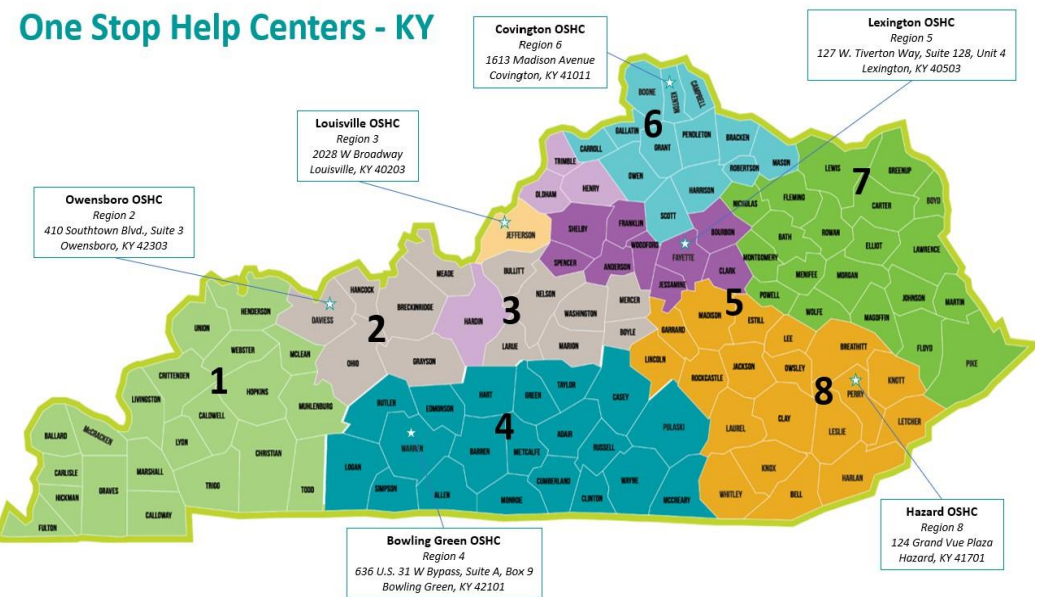 One Stop Help Centers - KY
Covington OSHC
Region 6
1613 Madison Avenue
Covington, KY 41011
Lexington OSHC
Region 5
127 W. Tiverton Way, Suite 128, Unit 4
Lexington, KY 40503
Louisville OSHC
Region 3
2028 W Broadway
Louisville, KY 40203
Owensboro OSHC
Region 2
410 Southtown Blvd., Suite 3
Owensboro, KY 42303
BOONE
KENTON
CAMPBELL
6
GALLATIN
GRANT
PENDLETON
BRACKEN
CARROLL
OWEN
ROBERTSON
MASON
HARRISON
SCOTT
TRIMBLE
HENRY
OLDHAM
JEFFERSON
SHELBY
FRANKLIN
WOODFORD
SPENCER
ANDERSON
FAYETTE
BOURBON
JESSAMINE
CLARK
5
LEWIS
GREENUP
7
NICHOLAS
FLEMING
CARTER
BOYD
BATH
ROWAN
ELLIOT
LAWRENCE
MONTGOMERY
MENIFEE
MORGAN
POWELL
WOLFE
MAGOFFIN
JOHNSON
MARTIN
FLOYD
PIKE
MEADE
HANCOCK
BRECKINRIDGE
DAVIESS
2
OHIO
GRAYSON
HARDIN
3
BULLITT
NELSON
WASHINGTON
MERCER
BOYLE
LARUE
MARION
HENDERSON
UNION
WEBSTER
MCLEAN
CRITTENDEN
1
HOPKINS
LIVINGSTON
CALDWELL
MUHLENBURG
BALLARD
McCRACKEN
LYON
CHRISTIAN
CARLISLE
MARSHALL
HICKMAN
GRAVES
TRIGG
TODD
CALLOWAY
FULTON
BUTLER
EDMONSON
HART
GREEN
TAYLOR
CASEY
4
WARREN
BARREN
METCALFE
ADAIR
RUSSELL
PULASKI
LOGAN
SIMPSON
ALLEN
MONROE
CUMBERLAND
CLINTON
WAYNE
MCCREARY
GARRARD
MADISON
ESTILL
LEE
BREATHITT
LINCOLN
ROCKCASTLE
JACKSON
OWSLEY
8
PERRY
KNOTT
LAUREL
CLAY
LESLIE
LETCHER
KNOX
HARLAN
WHITLEY
BELL
Bowling Green OSHC
Region 4
636 U.S. 31 W Bypass, Suite A, Box 9
Bowling Green, KY 42101
Hazard OSHC
Region 8
124 Grand Vue Plaza
Hazard, KY 41701